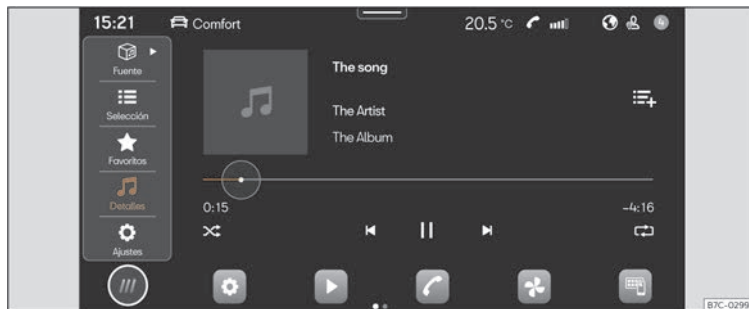 15:21
Comfort
20.5 °C
4
Fuente
Selección
Favoritos
Detalles
Ajustes
The song
The Artist
The Album
0:15
-4:16
B7C-0299